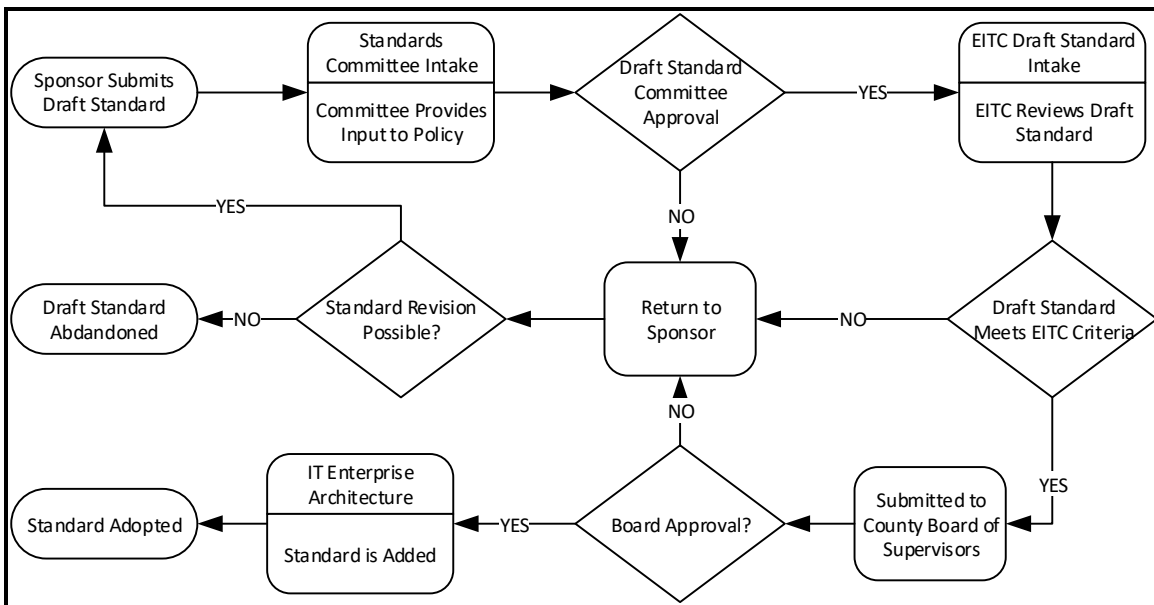 Sponsor Submits
Draft Standard
Standards
Committee Intake
Committee Provides
Input to Policy
Draft Standard
Committee
Approval
YES
EITC Draft Standard
Intake
EITC Reviews Draft
Standard
YES
NO
Draft Standard
Abdandoned
NO
Standard Revision
Possible?
Return to
Sponsor
NO
Draft Standard
Meets EITC Criteria
NO
YES
Standard Adopted
IT Enterprise
Architecture
Standard is Added
YES
Board Approval?
Submitted to
County Board of
Supervisors